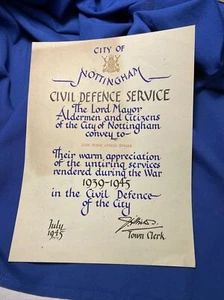 CITY OF
NOTTINGHAM
CIVIL DEFENCE SERVICE
The Lord Mayor
Aldermen and Citizens
of the City of Nottingham
convey to
Their warm appreciation
of the untiring services
rendered during the War
1939-1945
in the Civil Defence
of the City
July
1945
Town Clerk